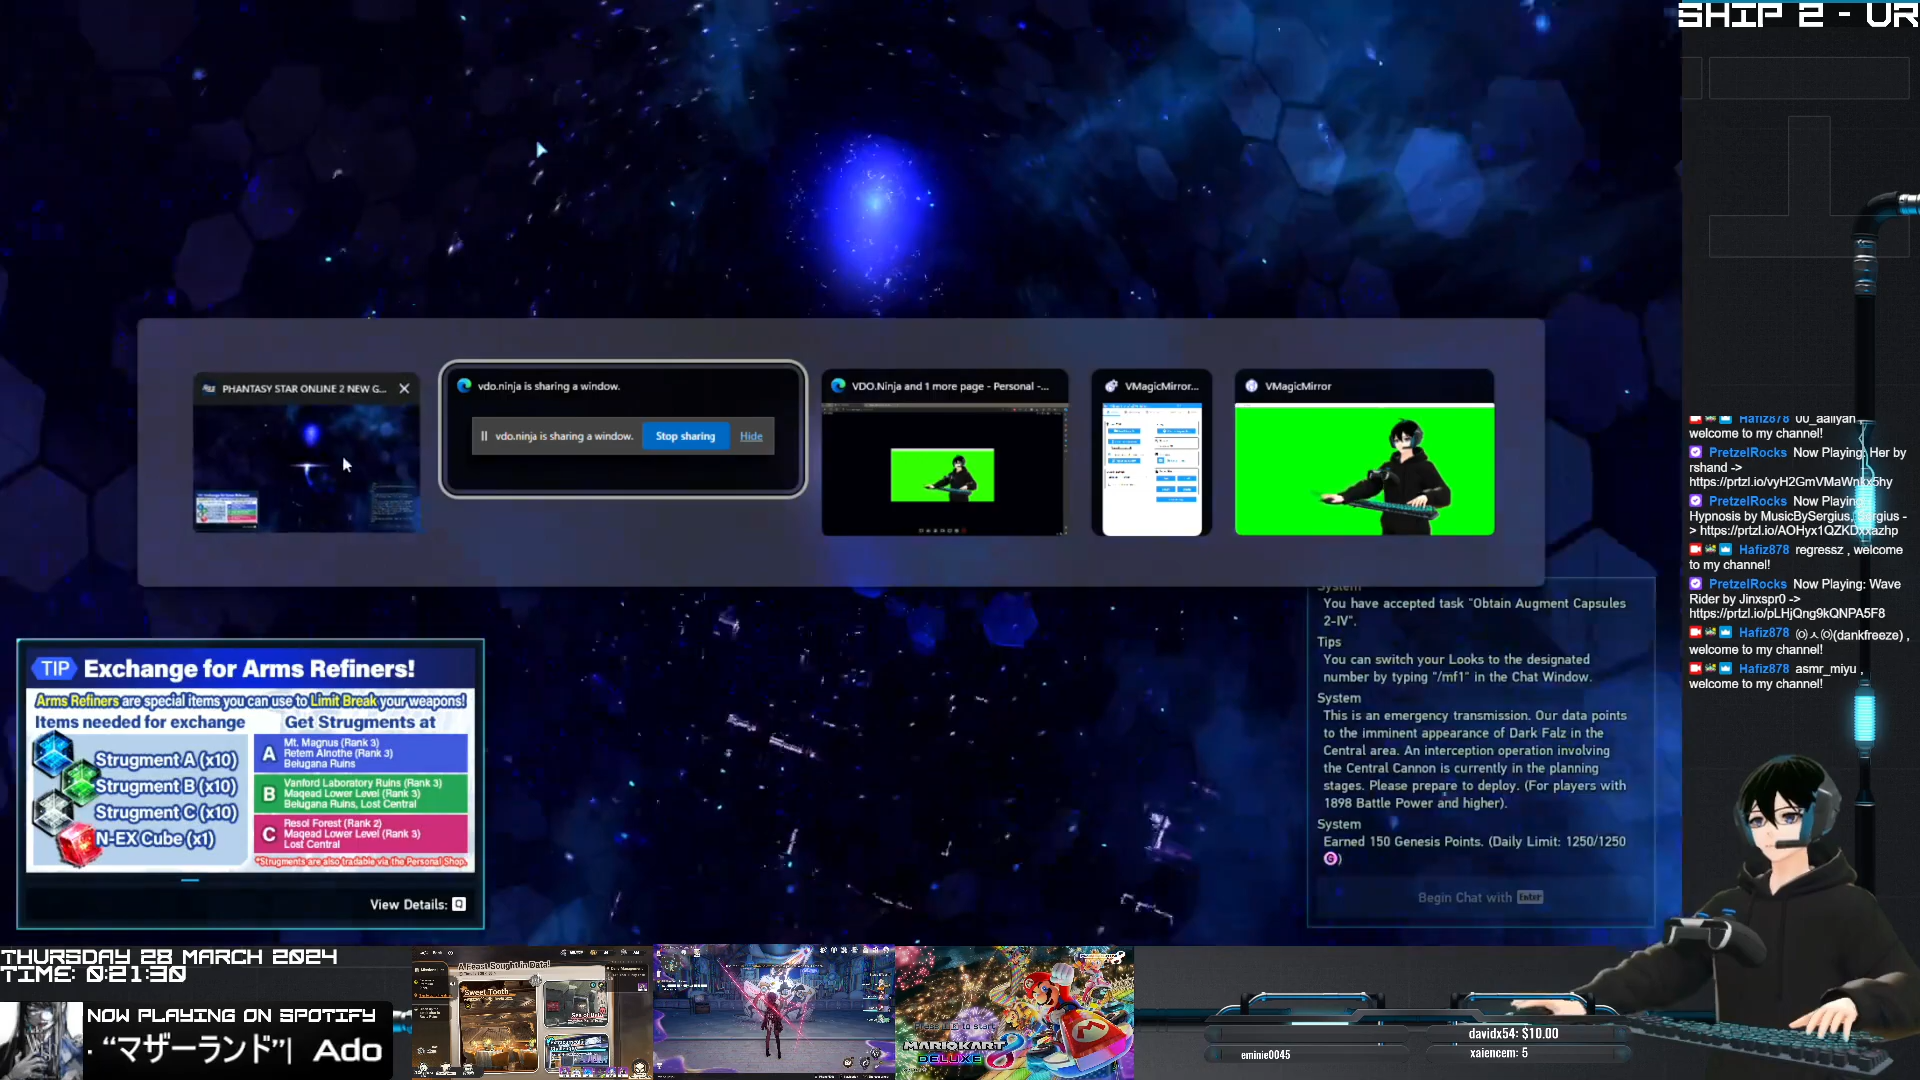 SHIP 2 - UR
PHANTASY STAR ONLINE 2 NEW G...
vdo.ninja is sharing a window.
vdo.ninja is sharing a window.
Stop sharing
Hide
VDO.Ninja and 1 more page - Personal -...
VMagicMirror...
VMagicMirror
Hafiz878 00_aaliyah,
welcome to my channel!
PretzelRocks Now Playing: Her by
rshand ->
PretzelRocks Now Playing:
Hypnosis by MusicBySergius, Sergius -
Hafiz878 regressz , welcome
to my channel!
PretzelRocks Now Playing: Wave
Rider by Jinxspr0 ->
https://prtzl.io/pLHjQng9kQNPA5F8
Hafiz878 (dankfreeze) ,
welcome to my channel!
Hafiz878 asmr_miyu ,
welcome to my channel!
System
You have accepted task "Obtain Augment Capsules
2-IV".
Tips
You can switch your Looks to the designated
number by typing "/mf1" in the Chat Window.
System
This is an emergency transmission. Our data points
to the imminent appearance of Dark Falz in the
Central area. An interception operation involving
the Central Cannon is currently in the planning
stages. Please prepare to deploy. (For players with
1898 Battle Power and higher).
System
Earned 150 Genesis Points. (Daily Limit: 1250/1250
G)
Begin Chat with Enter
TIP Exchange for Arms Refiners!
Arms Refiners are special items you can use to Limit Break your weapons!
Items needed for exchange
Strugment A (x10)
Strugment B (x10)
Strugment C (x10)
N-EX Cube (x1)
Get Strugments at
A
Mt. Magnus (Rank 3)
Retem Alnothe (Rank 3)
Belugana Ruins
B
Vanford Laboratory Ruins (Rank 3)
Maqead Lower Level (Rank 3)
Belugana Ruins, Lost Central
C
Resol Forest (Rank 2)
Maqead Lower Level (Rank 3)
Lost Central
*Strugments are also tradable via the Personal Shop.
View Details: Q
THURSDAY 28 MARCH 2024
TIME: 0:21:30
NOW PLAYING ON SPOTIFY
· “マザーランド”| Ado
A Feast Sought in Data!
Sweet Tooth
MARIOKART 8
DELUXE
davidx54: $10.00
eminie0045
xaiencem: 5